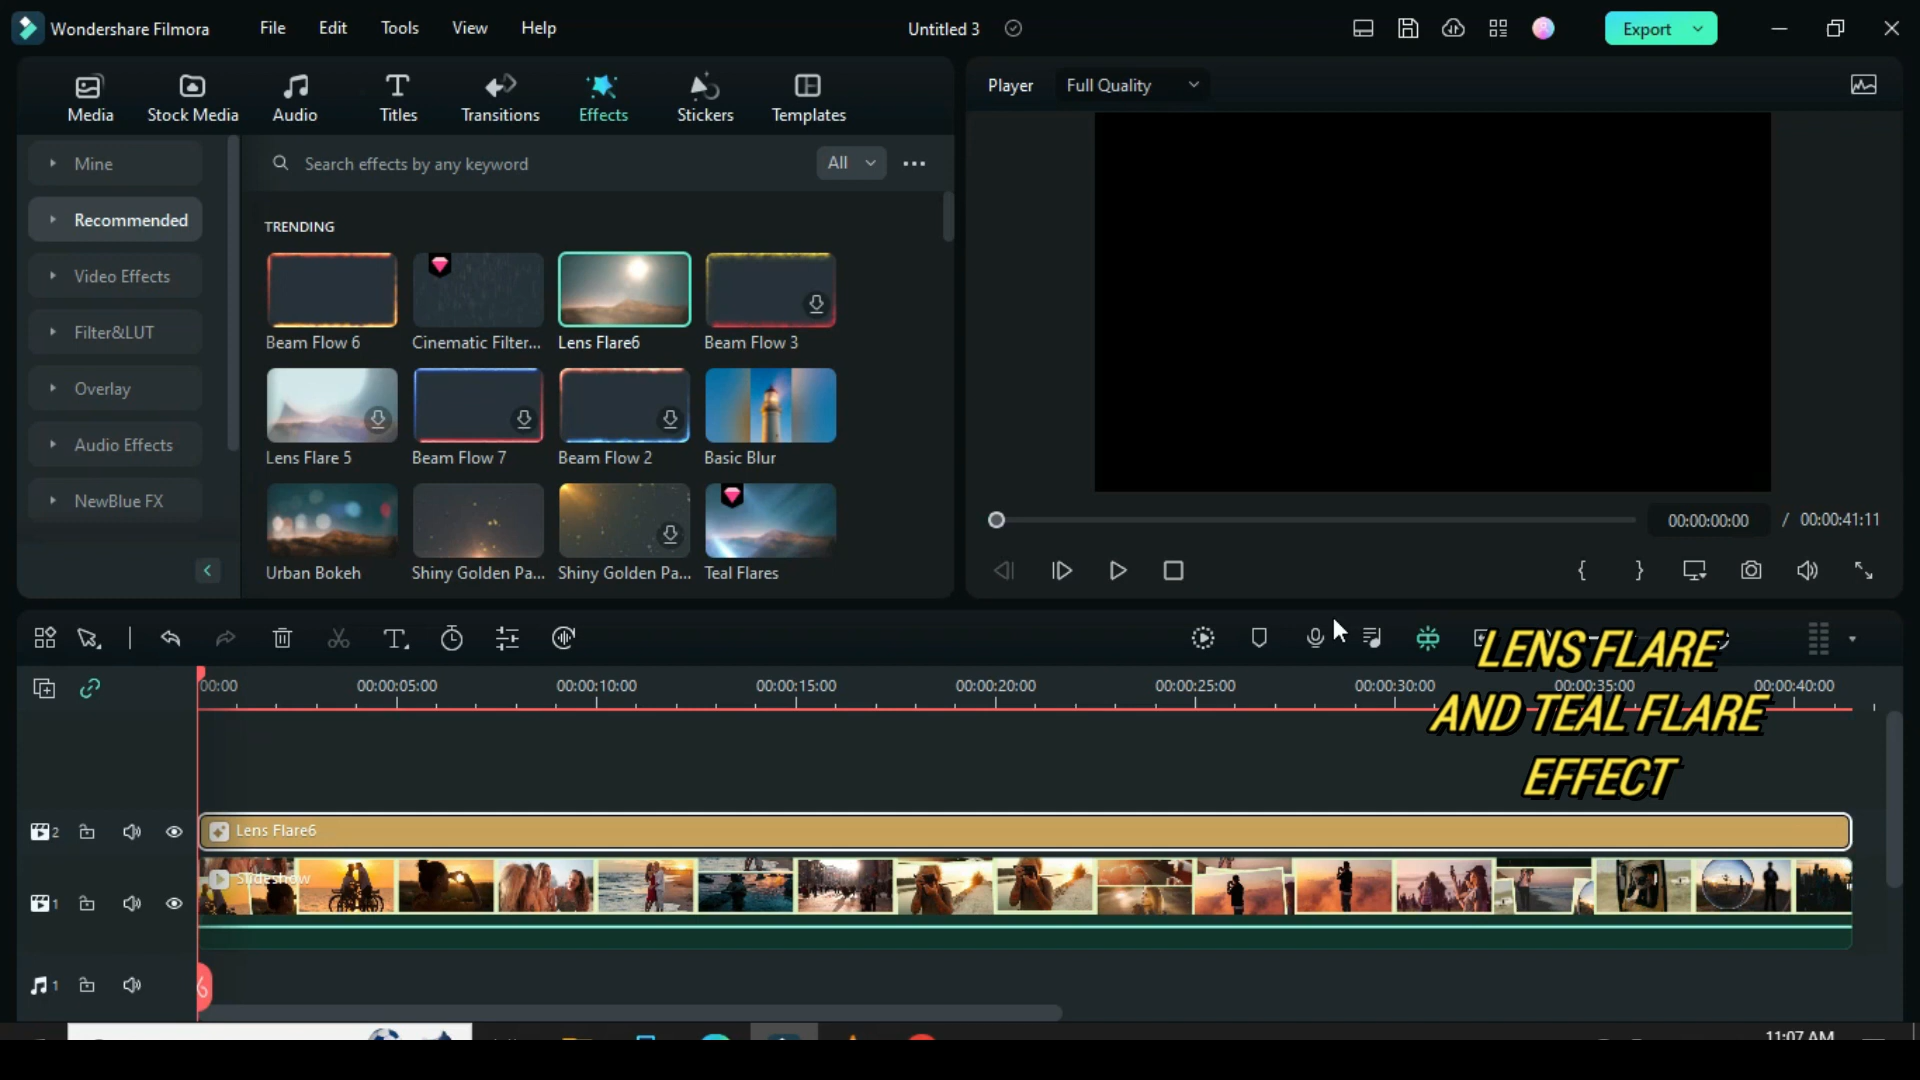 Wondershare Filmora File Edit Tools View Help Untitled 3 Export
Media Stock Media Audio Titles Transitions Effects Stickers Templates
Player Full Quality
Mine
Recommended
Video Effects
Filter&LUT
Overlay
Audio Effects
NewBlue FX
Search effects by any keyword All
TRENDING
Beam Flow 6 Cinematic Filter... Lens Flare6 Beam Flow 3
Lens Flare 5 Beam Flow 7 Beam Flow 2 Basic Blur
Urban Bokeh Shiny Golden Pa... Shiny Golden Pa... Teal Flares
00:00:00:00 / 00:00:41:11
00:00 00:00:05:00 00:00:10:00 00:00:15:00 00:00:20:00 00:00:25:00 00:00:30:00 00:00:35:00 00:00:40:00
LENS FLARE
AND TEAL FLARE
EFFECT
2 Lens Flare6
Slideshow
1
1
11:07 AM